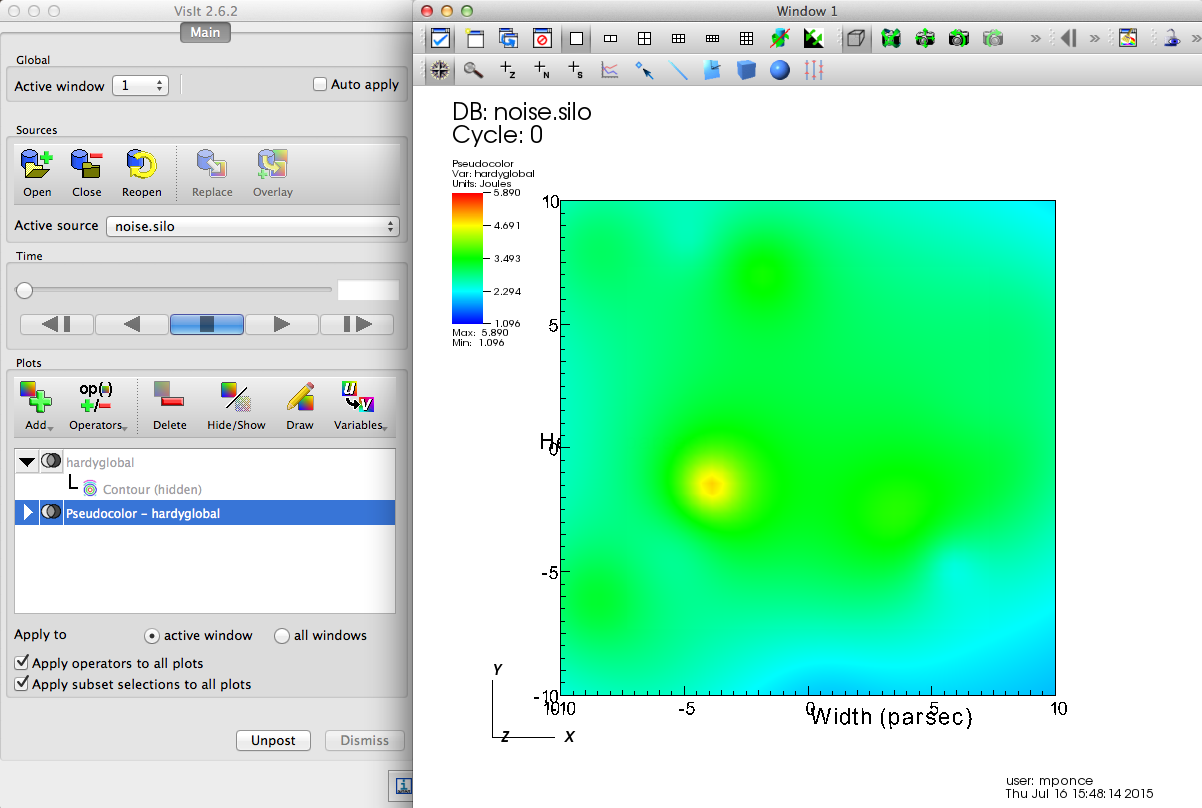 VisIt 2.6.2
Main
Global
Active window 1 Auto apply
Sources
Open Close Reopen Replace Overlay
Active source noise.silo
Time
Plots
op(·)
Add Operators Delete Hide/Show Draw Variables
hardyglobal
Contour (hidden)
Pseudocolor – hardyglobal
Apply to active window all windows
Apply operators to all plots
Apply subset selections to all plots
Unpost Dismiss
Window 1
DB: noise.silo
Cycle: 0
Pseudocolor
Var: hardyglobal
Units: Joules
5.890
4.691
3.493
2.294
1.096
Max: 5.890
Min: 1.096
10
5
0
-5
-10
-5 0 5 10
Width (parsec)
Y
Z X
user: mponce
Thu Jul 16 15:48:14 2015